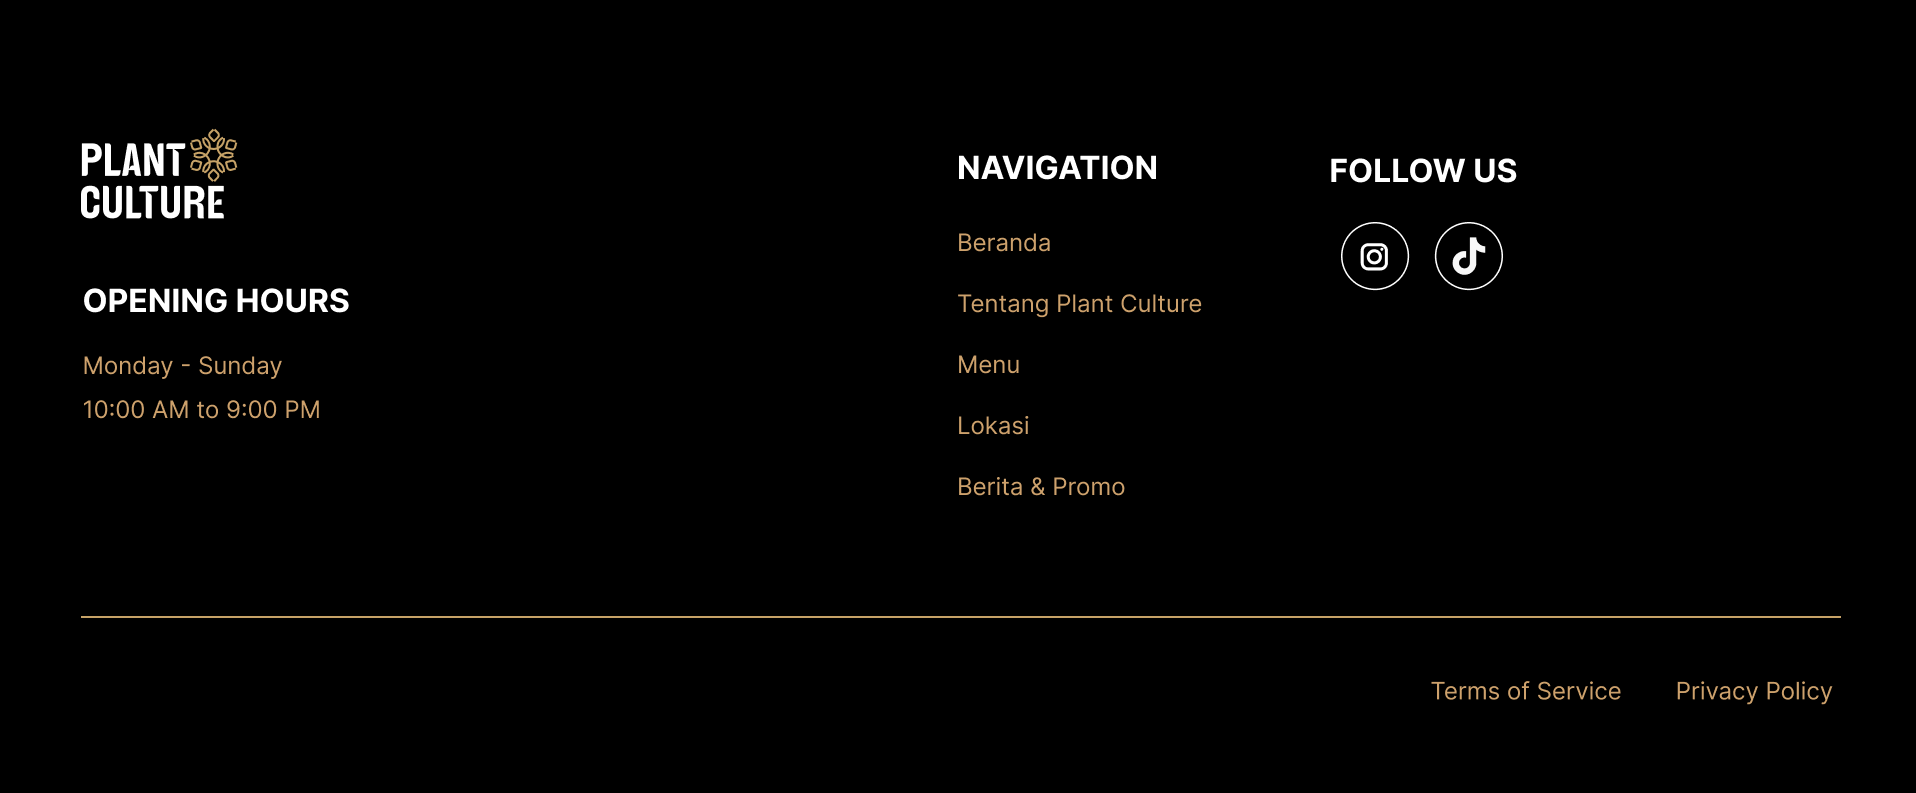 PLANT
CULTURE
OPENING HOURS
Monday - Sunday
10:00 AM to 9:00 PM
NAVIGATION
Beranda
Tentang Plant Culture
Menu
Lokasi
Berita & Promo
FOLLOW US
Terms of Service
Privacy Policy